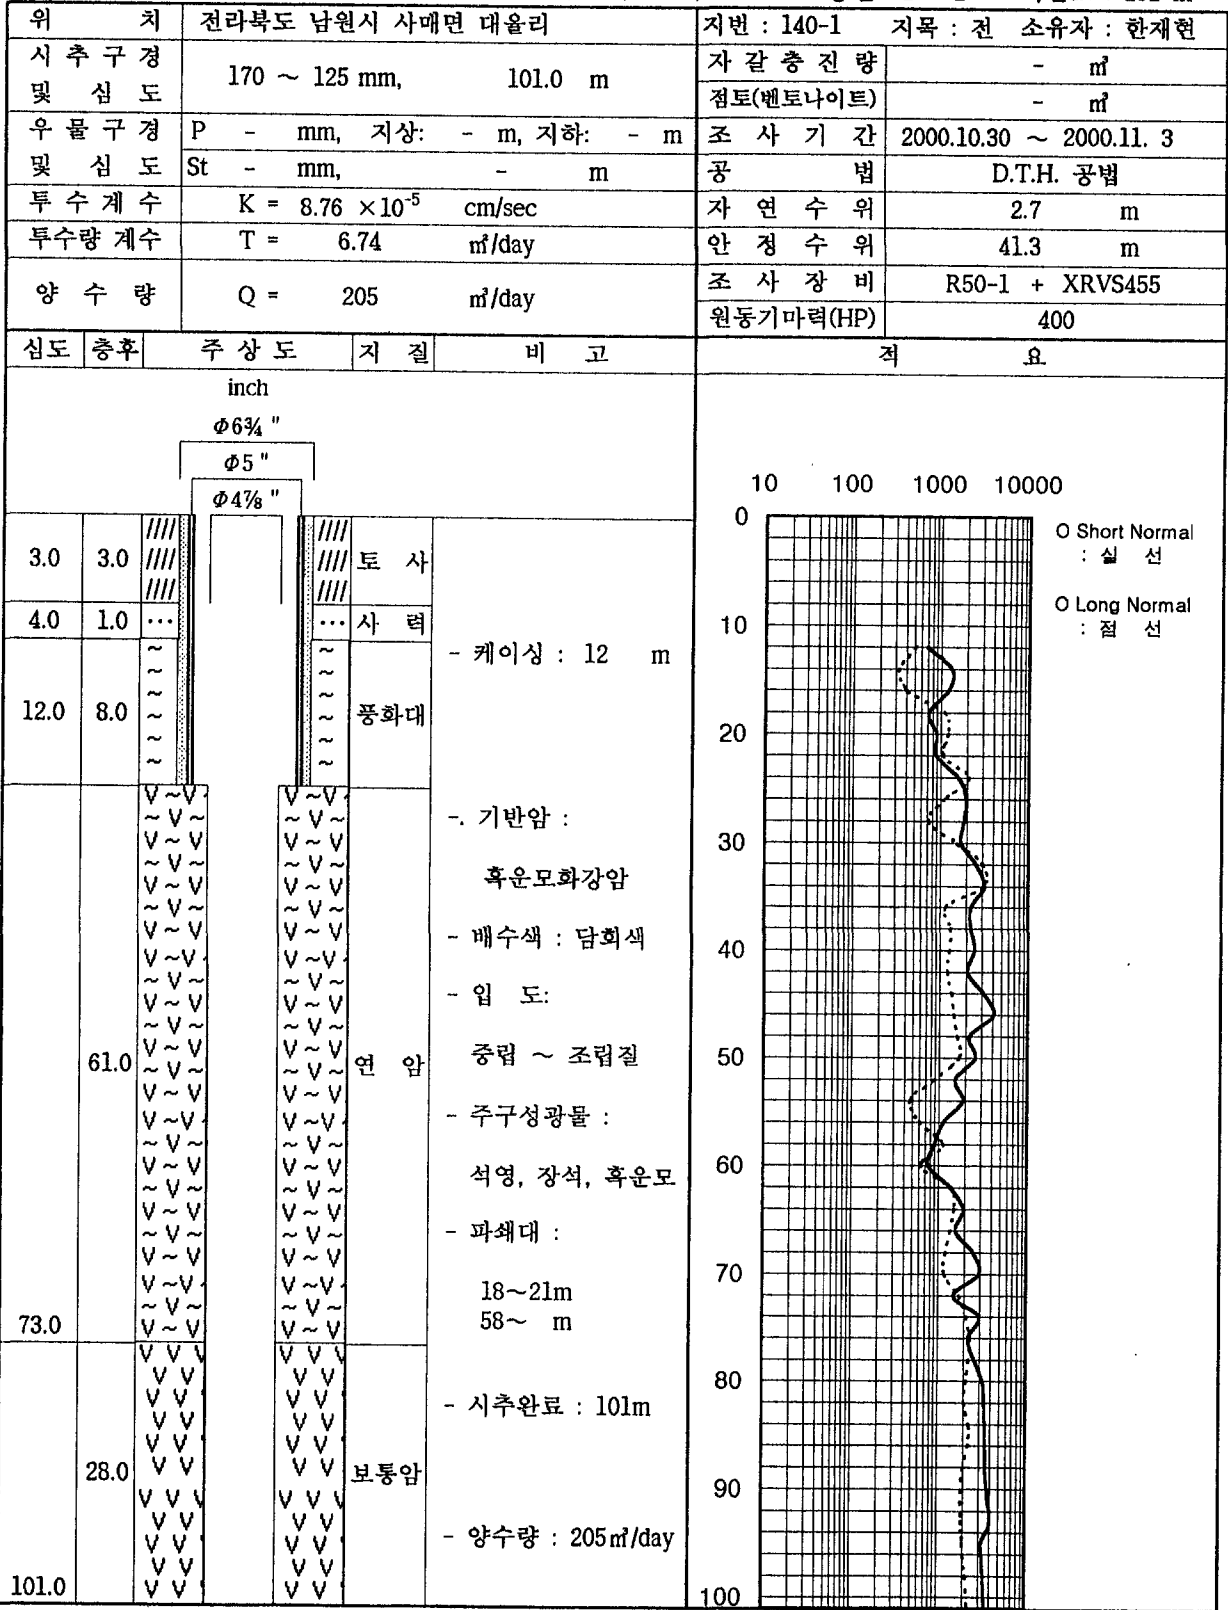 위 치 전라북도 남원시 사매면 대율리 지번 : 140-1 지목 : 전 소유자 : 한재현
시 추 구 경 및 심 도 170 ~ 125 mm, 101.0 m
자 갈 충 진 량 - ㎥
점토(벤토나이트) - ㎥
우 물 구 경 및 심 도 P - mm, 지상: - m, 지하: - m
St - mm, - m
조 사 기 간 2000.10.30 ~ 2000.11. 3
공 법 D.T.H. 공법
투 수 계 수 K = 8.76 ×10-5 cm/sec
자 연 수 위 2.7 m
투수량 계수 T = 6.74 ㎡/day
안 정 수 위 41.3 m
양 수 량 Q = 205 ㎥/day
조 사 장 비 R50-1 + XRVS455
원동기마력(HP) 400
심도 층후 주 상 도 지 질 비 고 적 요
inch
Φ6¾ "
Φ5 "
Φ4⅞ "
3.0 3.0 토 사
4.0 1.0 사 력
12.0 8.0 풍화대
61.0 연 암
73.0
28.0 보통암
101.0
- 케이싱 : 12 m
-. 기반암 :
흑운모화강암
- 배수색 : 담회색
- 입 도:
중립 ~ 조립질
- 주구성광물 :
석영, 장석, 흑운모
- 파쇄대 :
18~21m
58~ m
- 시추완료 : 101m
- 양수량 : 205㎥/day
10 100 1000 10000
0
10
20
30
40
50
60
70
80
90
100
O Short Normal
: 실 선
O Long Normal
: 점 선